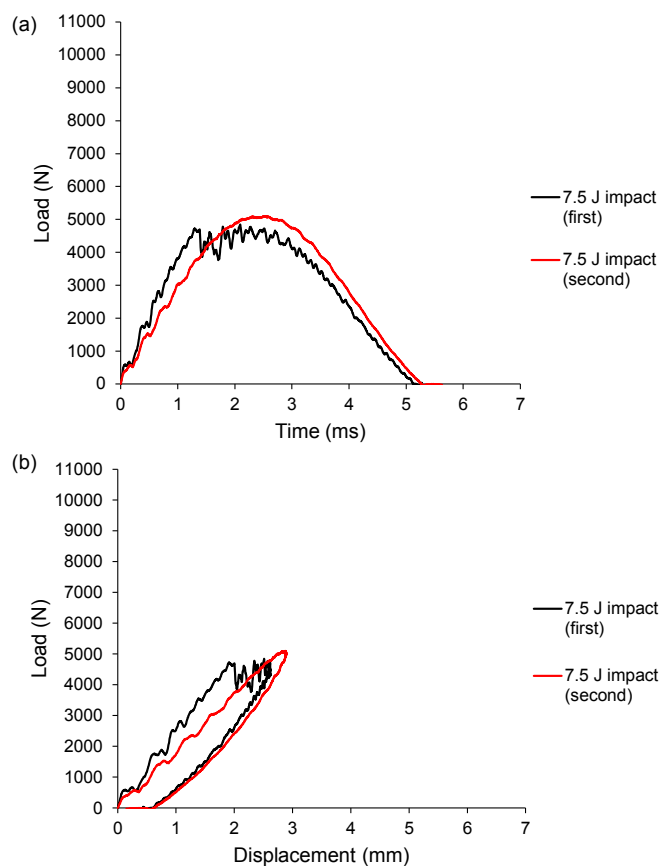 (a)
11000
10000
9000
8000
7000
6000
5000
4000
3000
2000
1000
0
Load (N)
0 1 2 3 4 5 6 7
Time (ms)
7.5 J impact
(first)
7.5 J impact
(second)
(b)
11000
10000
9000
8000
7000
6000
5000
4000
3000
2000
1000
0
Load (N)
0 1 2 3 4 5 6 7
Displacement (mm)
7.5 J impact
(first)
7.5 J impact
(second)